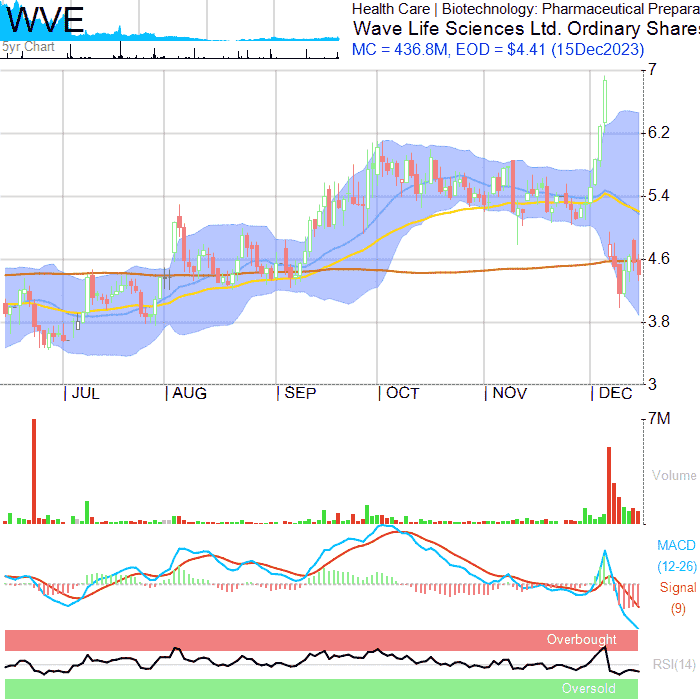 WVE
5yr Chart
Health Care | Biotechnology: Pharmaceutical Prepara
Wave Life Sciences Ltd. Ordinary Shares
MC = 436.8M, EOD = $4.41 (15Dec2023)
7
6.2
5.4
4.6
3.8
3
JUL AUG SEP OCT NOV DEC
7M
Volume
MACD
(12-26)
Signal
(9)
Overbought
RSI(14)
Oversold